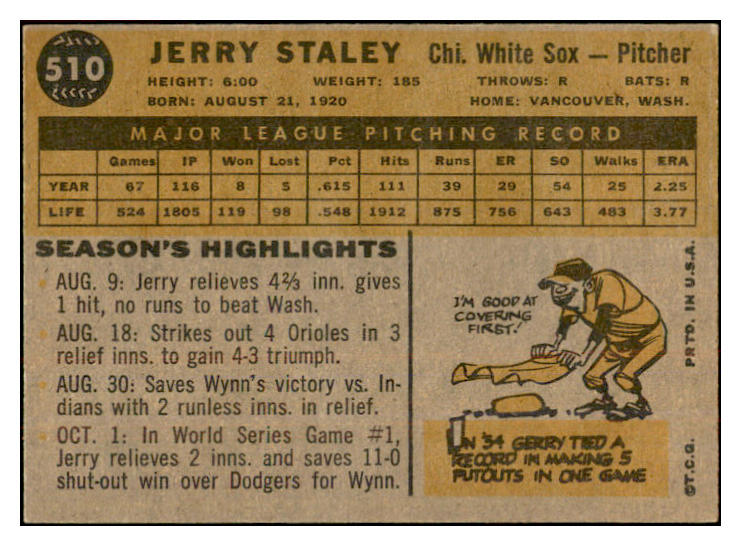 510
JERRY STALEY Chi. White Sox — Pitcher
HEIGHT: 6:00 WEIGHT: 185 THROWS: R BATS: R
BORN: AUGUST 21, 1920 HOME: VANCOUVER, WASH.
MAJOR LEAGUE PITCHING RECORD
Games IP Won Lost Pct Hits Runs ER SO Walks ERA
YEAR 67 116 8 5 .615 111 39 29 54 25 2.25
LIFE 524 1805 119 98 .548 1912 875 756 643 483 3.77
SEASON'S HIGHLIGHTS
AUG. 9: Jerry relieves 4⅔ inn. gives
1 hit, no runs to beat Wash.
AUG. 18: Strikes out 4 Orioles in 3
relief inns. to gain 4-3 triumph.
AUG. 30: Saves Wynn's victory vs. In-
dians with 2 runless inns. in relief.
OCT. 1: In World Series Game #1,
Jerry relieves 2 inns. and saves 11-0
shut-out win over Dodgers for Wynn.
I'M GOOD AT
COVERING
FIRST!
IN '54 GERRY TIED A
RECORD IN MAKING 5
PUTOUTS IN ONE GAME
©T.C.G. PRTD. IN U.S.A.